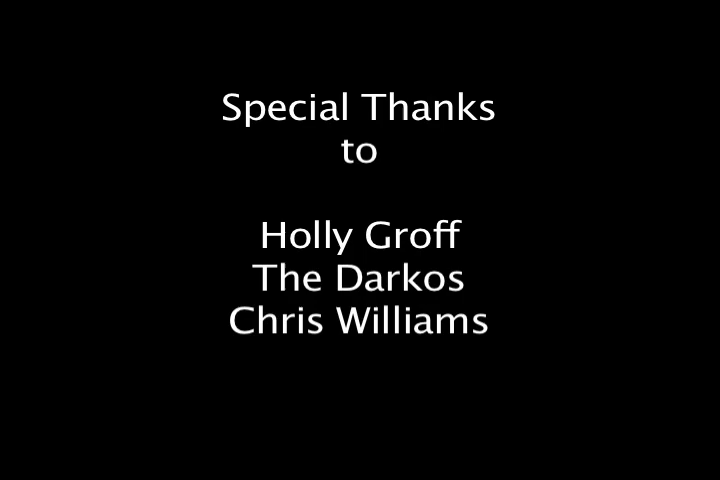 Special Thanks
to
Holly Groff
The Darkos
Chris Williams